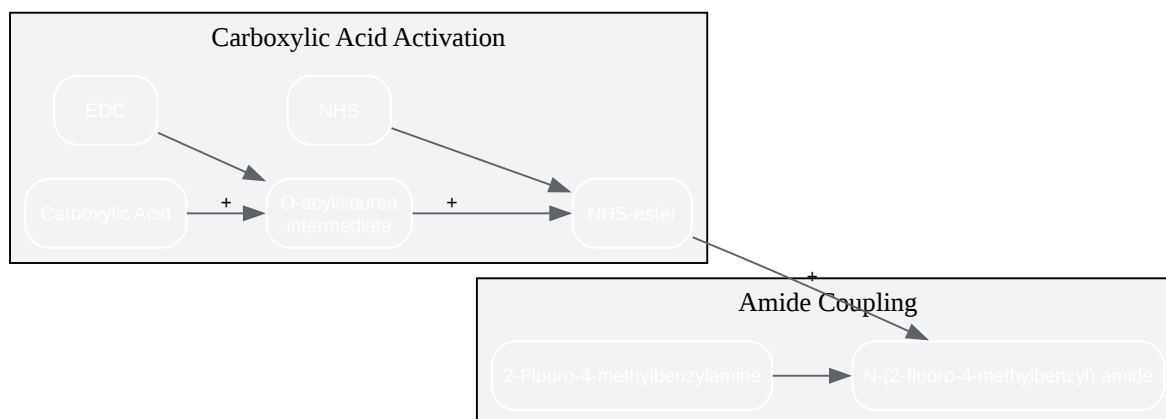 Carboxylic Acid Activation
EDC
NHS
Carboxylic Acid
+
O-acylisourea
intermediate
+
NHS-ester
+
Amide Coupling
2-Fluoro-4-methylbenzylamine
N-(2-fluoro-4-methylbenzyl) amide